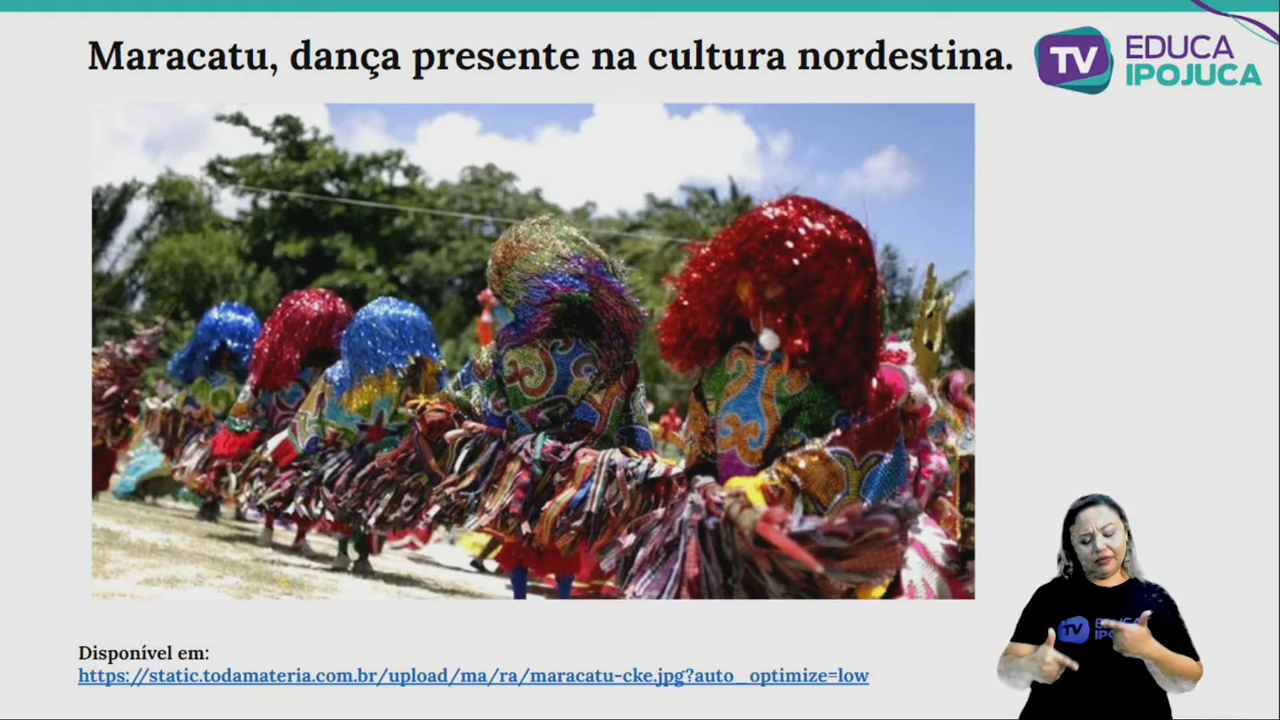 Maracatu, dança presente na cultura nordestina.
TV EDUCA
IPOJUCA
Disponível em:
https://static.todamateria.com.br/upload/ma/ra/maracatu-cke.jpg?auto_optimize=low
TV